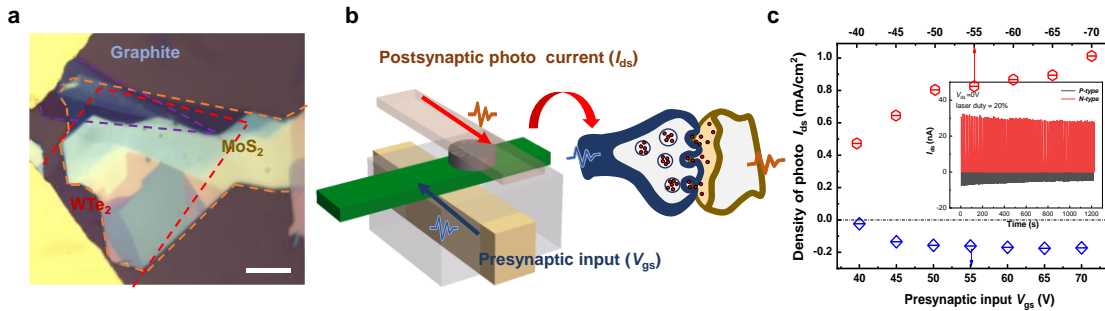 a
Graphite
MoS2
WTe2
b
Postsynaptic photo current (Ids)
Presynaptic input (Vgs)
c
-40 -45 -50 -55 -60 -65 -70
Density of photo Ids (mA/cm2)
1.0
0.8
0.6
0.4
0.2
0.0
-0.2
40 45 50 55 60 65 70
Presynaptic input Vgs (V)
Vds =0V
laser duty = 20%
P-type
N-type
Ids (nA)
60
40
20
0
-20
0 200 400 600 800 1000 1200
Time (s)